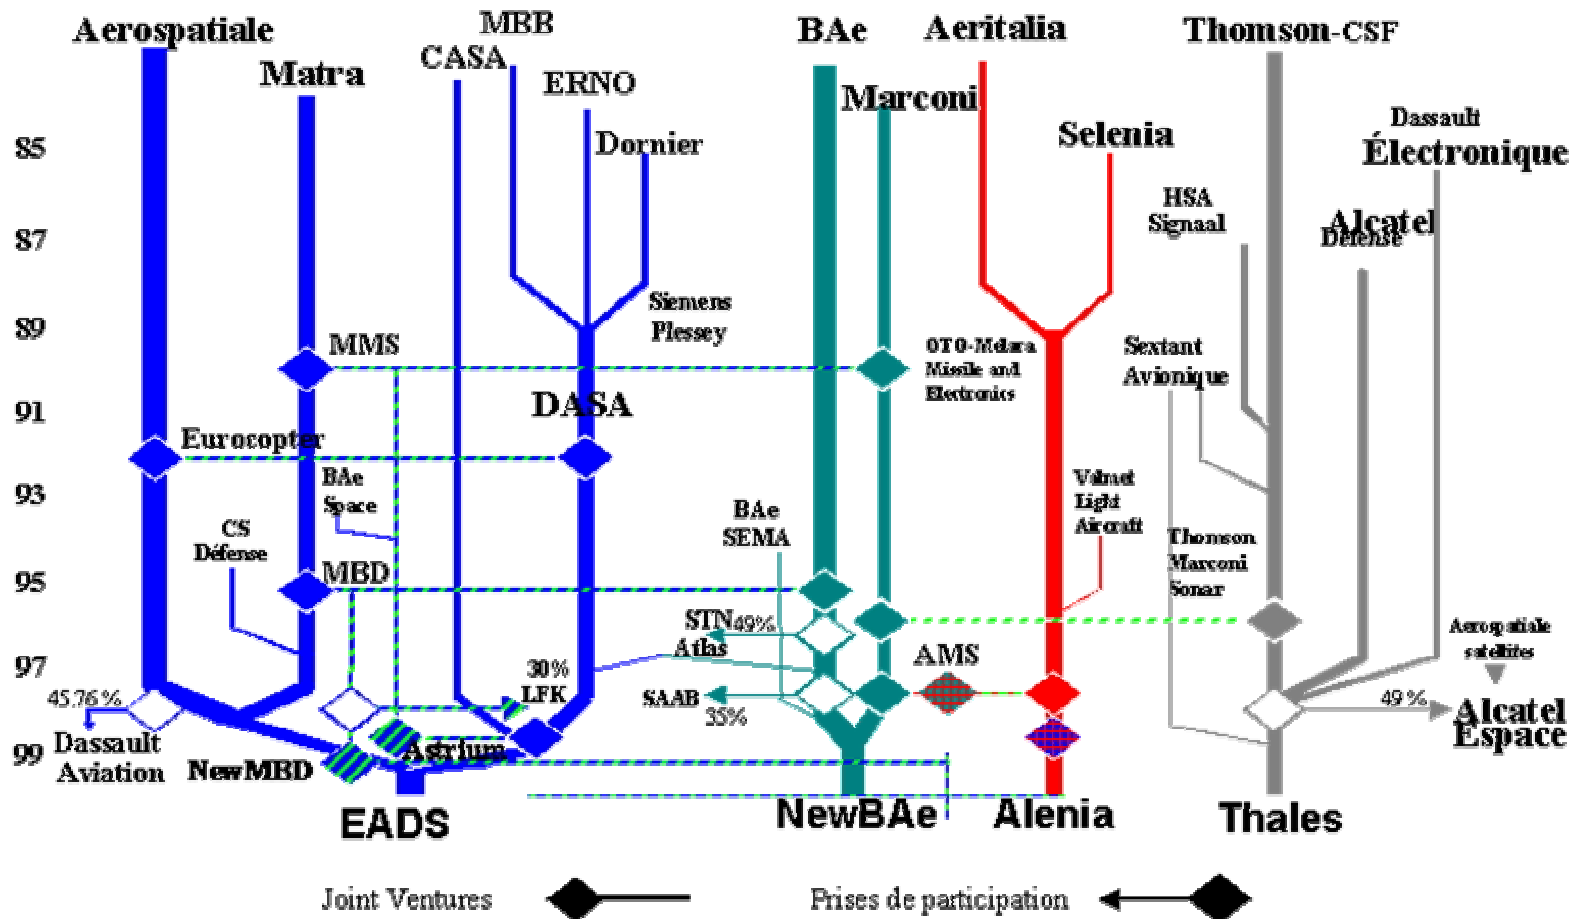 Aerospatiale
MBB
BAe
Aeritalia
Thomson-CSF
CASA
Matra
ERNO
Marconi
Dornier
Selenia
Dassault
Électronique
85
HSA
Signaal
Alcatel
Défense
87
Siemens
Plessey
89
MMS
OTO-Melara
Missile and
Electronics
Sextant
Avionique
91
DASA
Eurocopter
93
BAe
Space
Valmet
Light
Aircraft
CS
Défense
BAe
SEMA
Thomson
Marconi
Sonar
95
MBD
STN 49%
Atlas
Aerospatiale
satellites
97
30%
LFK
AMS
45.76 %
SAAB
35%
49 %
Alcatel
Espace
99
Dassault
Aviation
NewMBD
Astrium
EADS
NewBAe
Alenia
Thales
Joint Ventures
Prises de participation